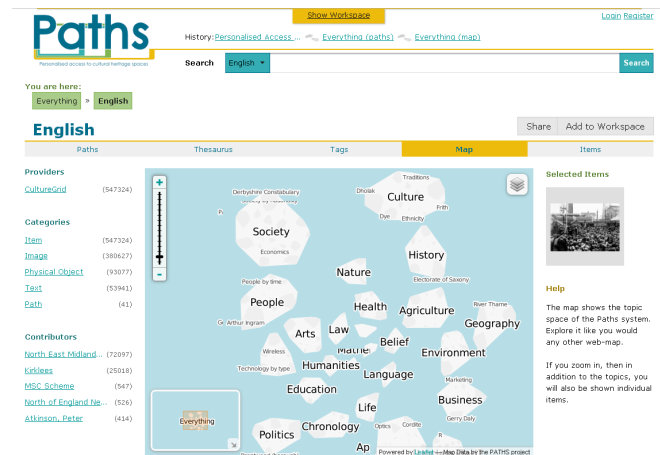 Show Workspace
Login Register
Paths
Personalised access to cultural heritage spaces
History: Personalised Access ... Everything (paths) Everything (map)
Search English Search
You are here:
Everything » English
English
Share Add to Workspace
Paths Thesaurus Tags Map Items
Providers
CultureGrid (547324)
Categories
Item (547324)
Image (380627)
Physical Object (93077)
Text (53941)
Path (41)
Contributors
North East Midland... (72097)
Kirklees (25018)
MSC Scheme (547)
North of England Ne... (526)
Atkinson, Peter (414)
+
-
Traditions
Derbyshire Constabulary
Dholak
Culture
Frith
Dye
Ethnicity
Society
Economics
History
Nature
Electorate of Saxony
People by time
People
Health
Agriculture
River Thame
Geography
Arthur Ingram
Arts
Law
Belief
Wireless
Environment
Technology by type
Humanities
Language
Marketing
Education
Business
Life
Gerry Daly
Everything
Chronology
Optics
Cordite
Politics
R
Ap
Powered by Leaflet — Map Data by the PATHS project
Selected Items
Help
The map shows the topic
space of the Paths system.
Explore it like you would
any other web-map.
If you zoom in, then in
addition to the topics, you
will also be shown individual
items.